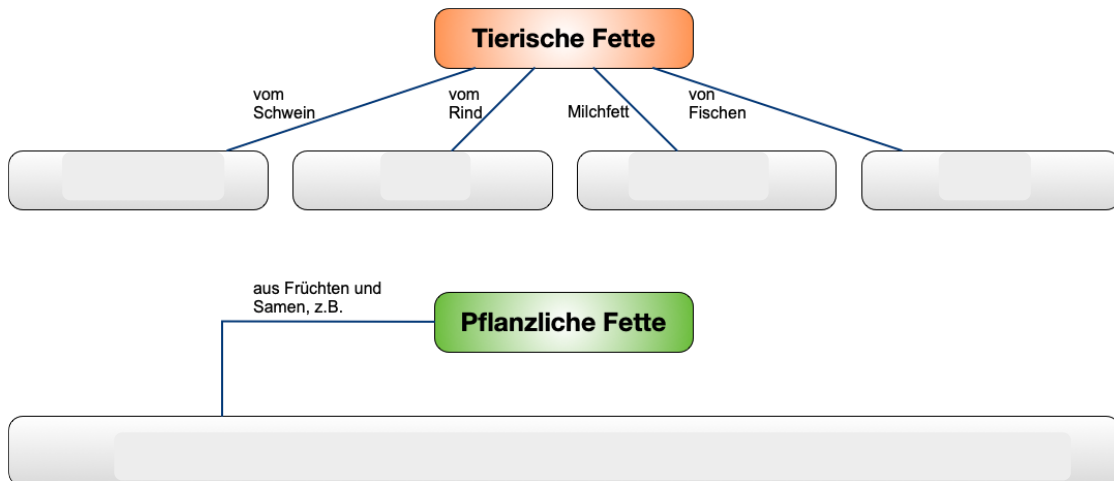 Tierische Fette
vom
Schwein
vom
Rind
Milchfett
von
Fischen
aus Früchten und
Samen, z.B.
Pflanzliche Fette